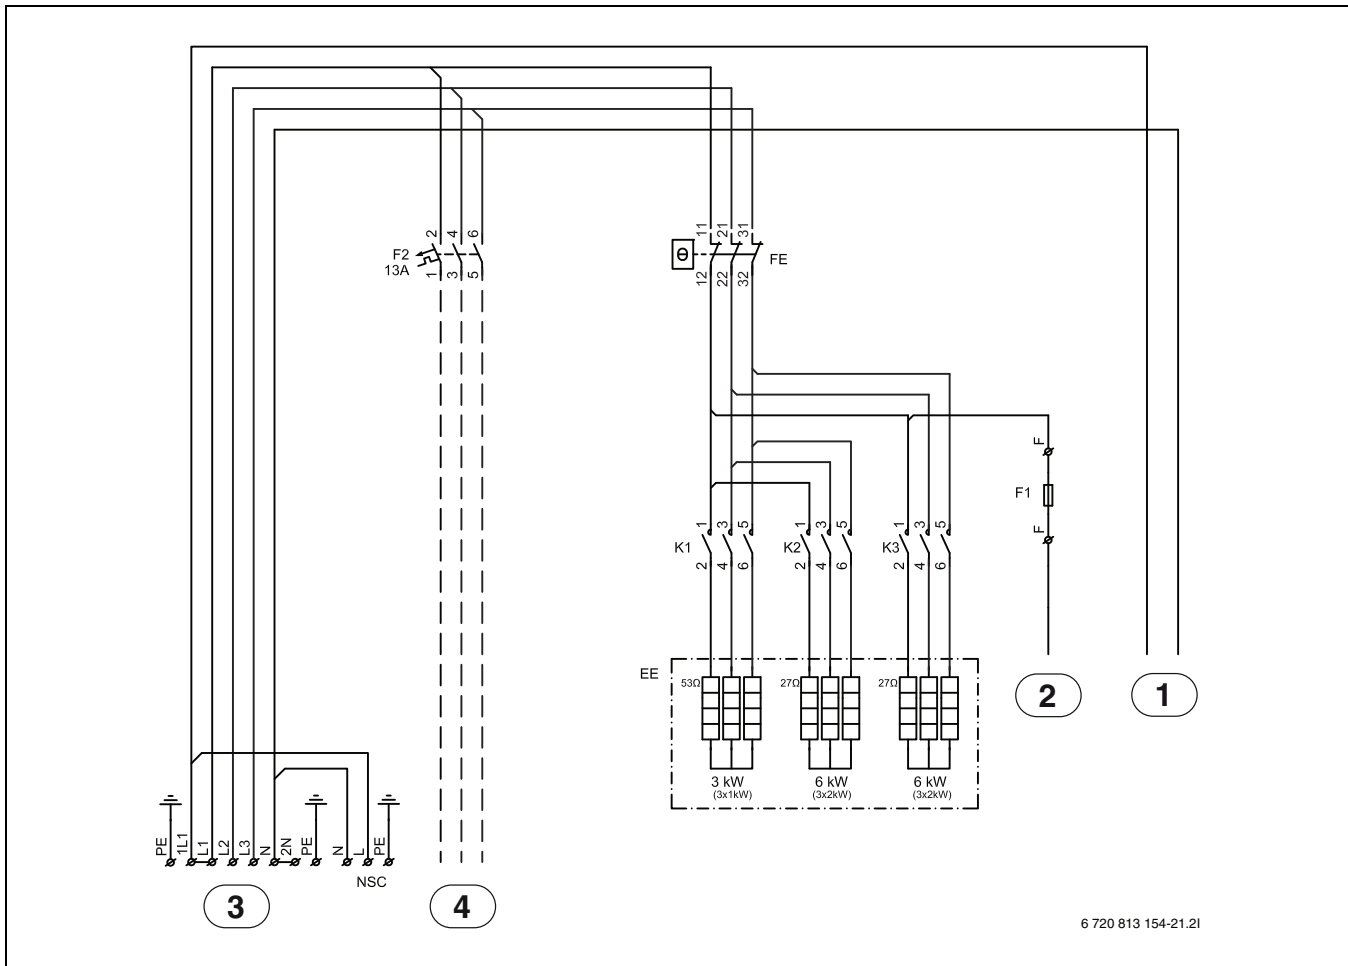 2 4 6
F2
13A
1 3 5
11 21 31
θ
FE
12 22 32
F
F1
F
1 3 5
K1
2 4 6
1 3 5
K2
2 4 6
1 3 5
K3
2 4 6
EE
53Ω
27Ω
27Ω
3 kW
(3x1kW)
6 kW
(3x2kW)
6 kW
(3x2kW)
2
1
PE 1L1 L1 L2 L3 N 2N PE N L PE
NSC
3
4
6 720 813 154-21.2I